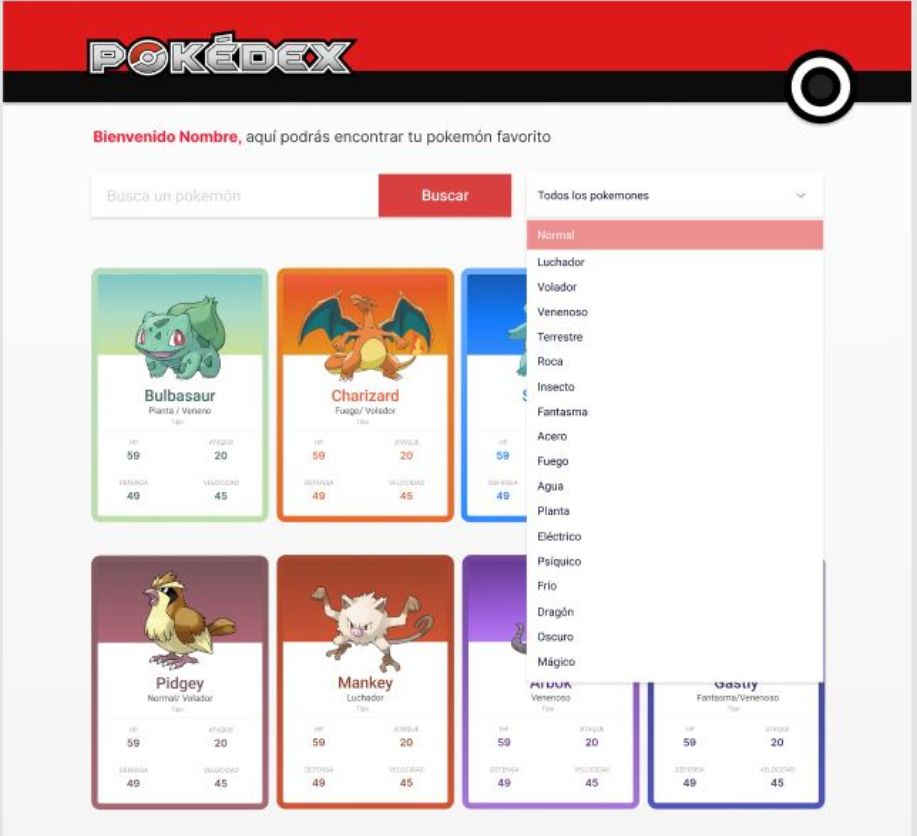 POKÉDEX
Bienvenido Nombre, aquí podrás encontrar tu pokemón favorito
Busca un pokemón
Buscar
Todos los pokemones
Normal
Luchador
Volador
Venenoso
Terrestre
Roca
Insecto
Fantasma
Acero
Fuego
Agua
Planta
Eléctrico
Psíquico
Frío
Dragón
Oscuro
Mágico
Bulbasaur
Planta / Veneno
Tipo
HP
ATAQUE
59
20
DEFENSA
VELOCIDAD
49
45
Charizard
Fuego/ Volador
Tipo
HP
ATAQUE
59
20
DEFENSA
VELOCIDAD
49
45
HP
59
DEFENSA
49
Pidgey
Normal/ Volador
Tipo
HP
ATAQUE
59
20
DEFENSA
VELOCIDAD
49
45
Mankey
Luchador
Tipo
HP
ATAQUE
59
20
DEFENSA
VELOCIDAD
49
45
Arbok
Venenoso
Tipo
HP
ATAQUE
59
20
DEFENSA
VELOCIDAD
49
45
Gastly
Fantasma/Venenoso
Tipo
HP
ATAQUE
59
20
DEFENSA
VELOCIDAD
49
45